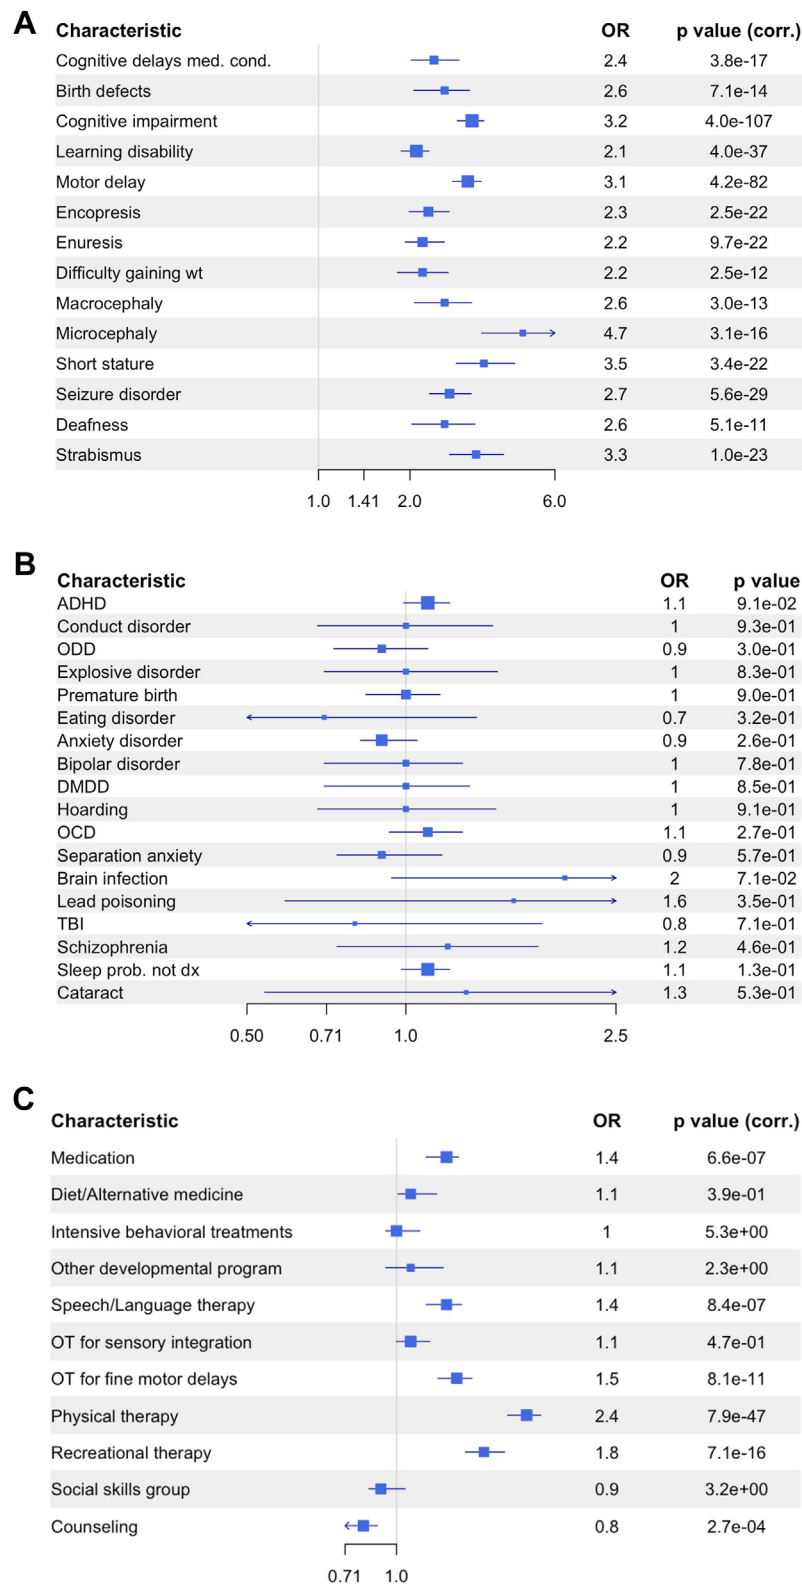 A
Characteristic OR p value (corr.)
Cognitive delays med. cond. 2.4 3.8e-17
Birth defects 2.6 7.1e-14
Cognitive impairment 3.2 4.0e-107
Learning disability 2.1 4.0e-37
Motor delay 3.1 4.2e-82
Encopresis 2.3 2.5e-22
Enuresis 2.2 9.7e-22
Difficulty gaining wt 2.2 2.5e-12
Macrocephaly 2.6 3.0e-13
Microcephaly 4.7 3.1e-16
Short stature 3.5 3.4e-22
Seizure disorder 2.7 5.6e-29
Deafness 2.6 5.1e-11
Strabismus 3.3 1.0e-23
1.0 1.41 2.0 6.0
B
Characteristic OR p value
ADHD 1.1 9.1e-02
Conduct disorder 1 9.3e-01
ODD 0.9 3.0e-01
Explosive disorder 1 8.3e-01
Premature birth 1 9.0e-01
Eating disorder 0.7 3.2e-01
Anxiety disorder 0.9 2.6e-01
Bipolar disorder 1 7.8e-01
DMDD 1 8.5e-01
Hoarding 1 9.1e-01
OCD 1.1 2.7e-01
Separation anxiety 0.9 5.7e-01
Brain infection 2 7.1e-02
Lead poisoning 1.6 3.5e-01
TBI 0.8 7.1e-01
Schizophrenia 1.2 4.6e-01
Sleep prob. not dx 1.1 1.3e-01
Cataract 1.3 5.3e-01
0.50 0.71 1.0 2.5
C
Characteristic OR p value (corr.)
Medication 1.4 6.6e-07
Diet/Alternative medicine 1.1 3.9e-01
Intensive behavioral treatments 1 5.3e+00
Other developmental program 1.1 2.3e+00
Speech/Language therapy 1.4 8.4e-07
OT for sensory integration 1.1 4.7e-01
OT for fine motor delays 1.5 8.1e-11
Physical therapy 2.4 7.9e-47
Recreational therapy 1.8 7.1e-16
Social skills group 0.9 3.2e+00
Counseling 0.8 2.7e-04
0.71 1.0